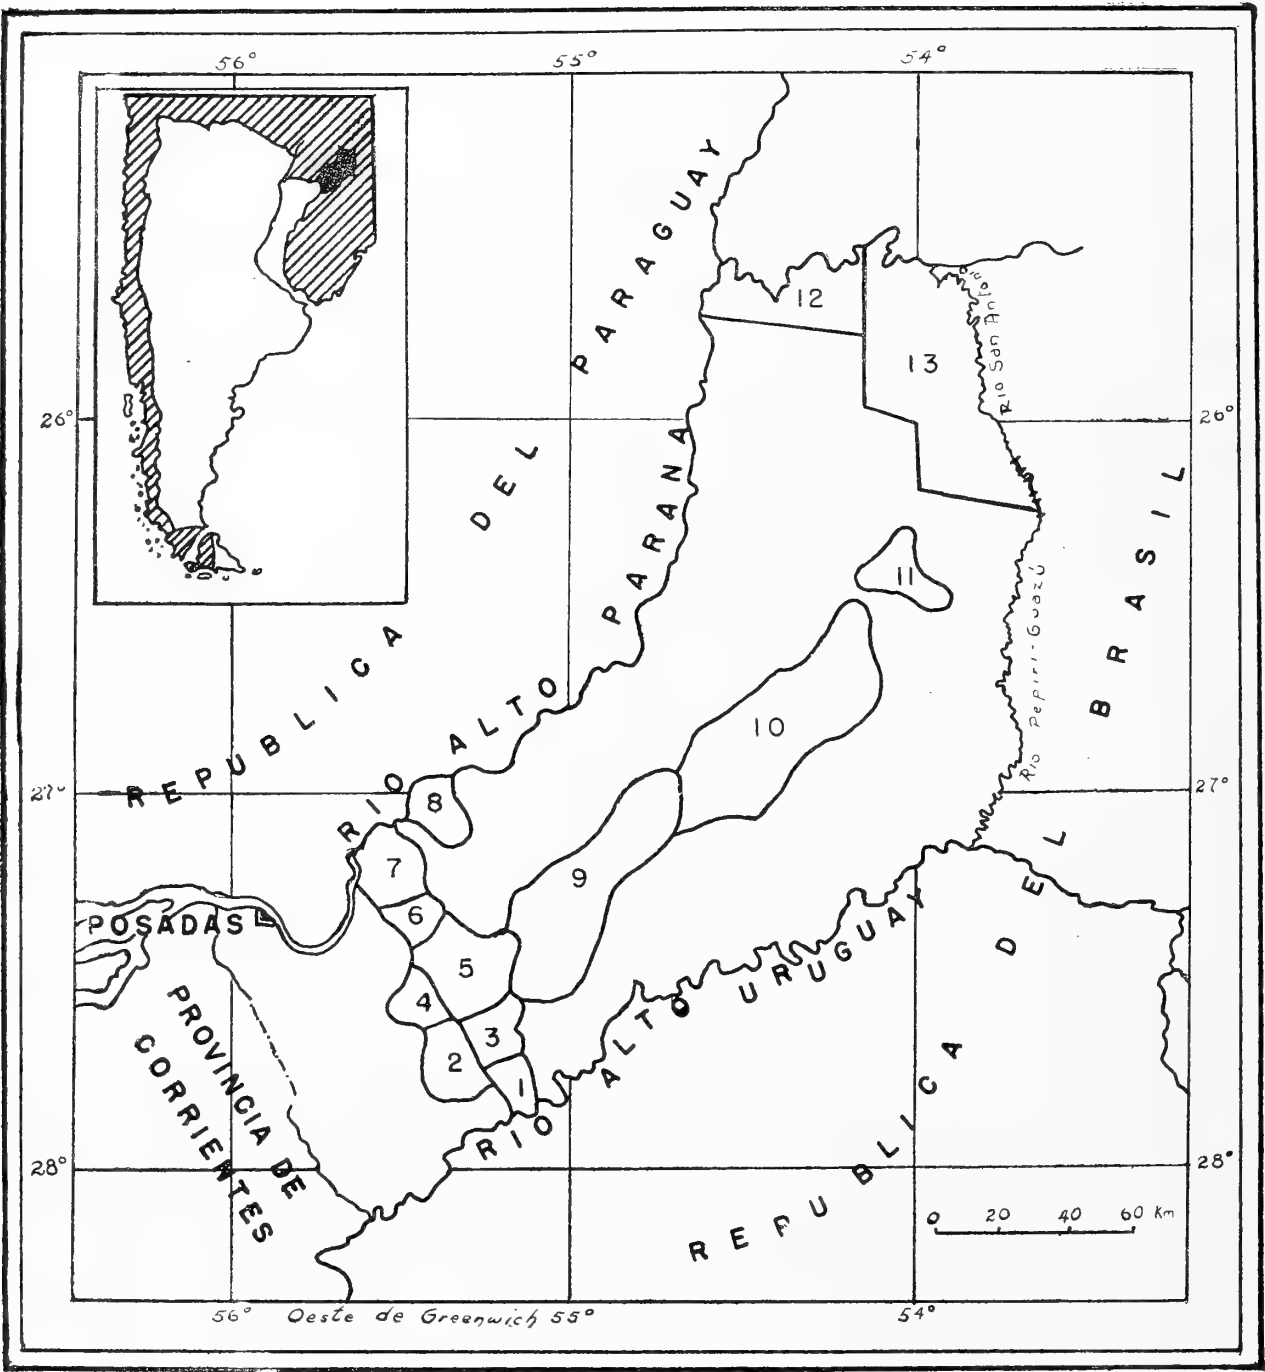 56° 55° 54°
REPUBLICA DEL PARAGUAY
12
13
Rio San Antonio
26° 26°
RIO ALTO PARANA
11
Rio Pepiri-Guazú
10
REPUBLICA DEL BRASIL
27° 27°
8
7
9
6
POSADAS
5
4
3
2
1
PROVINCIA DE
CORRIENTES
RIO ALTO URUGUAY
28° 28°
0 20 40 60 Km
56° Oeste de Greenwich 55° 54°